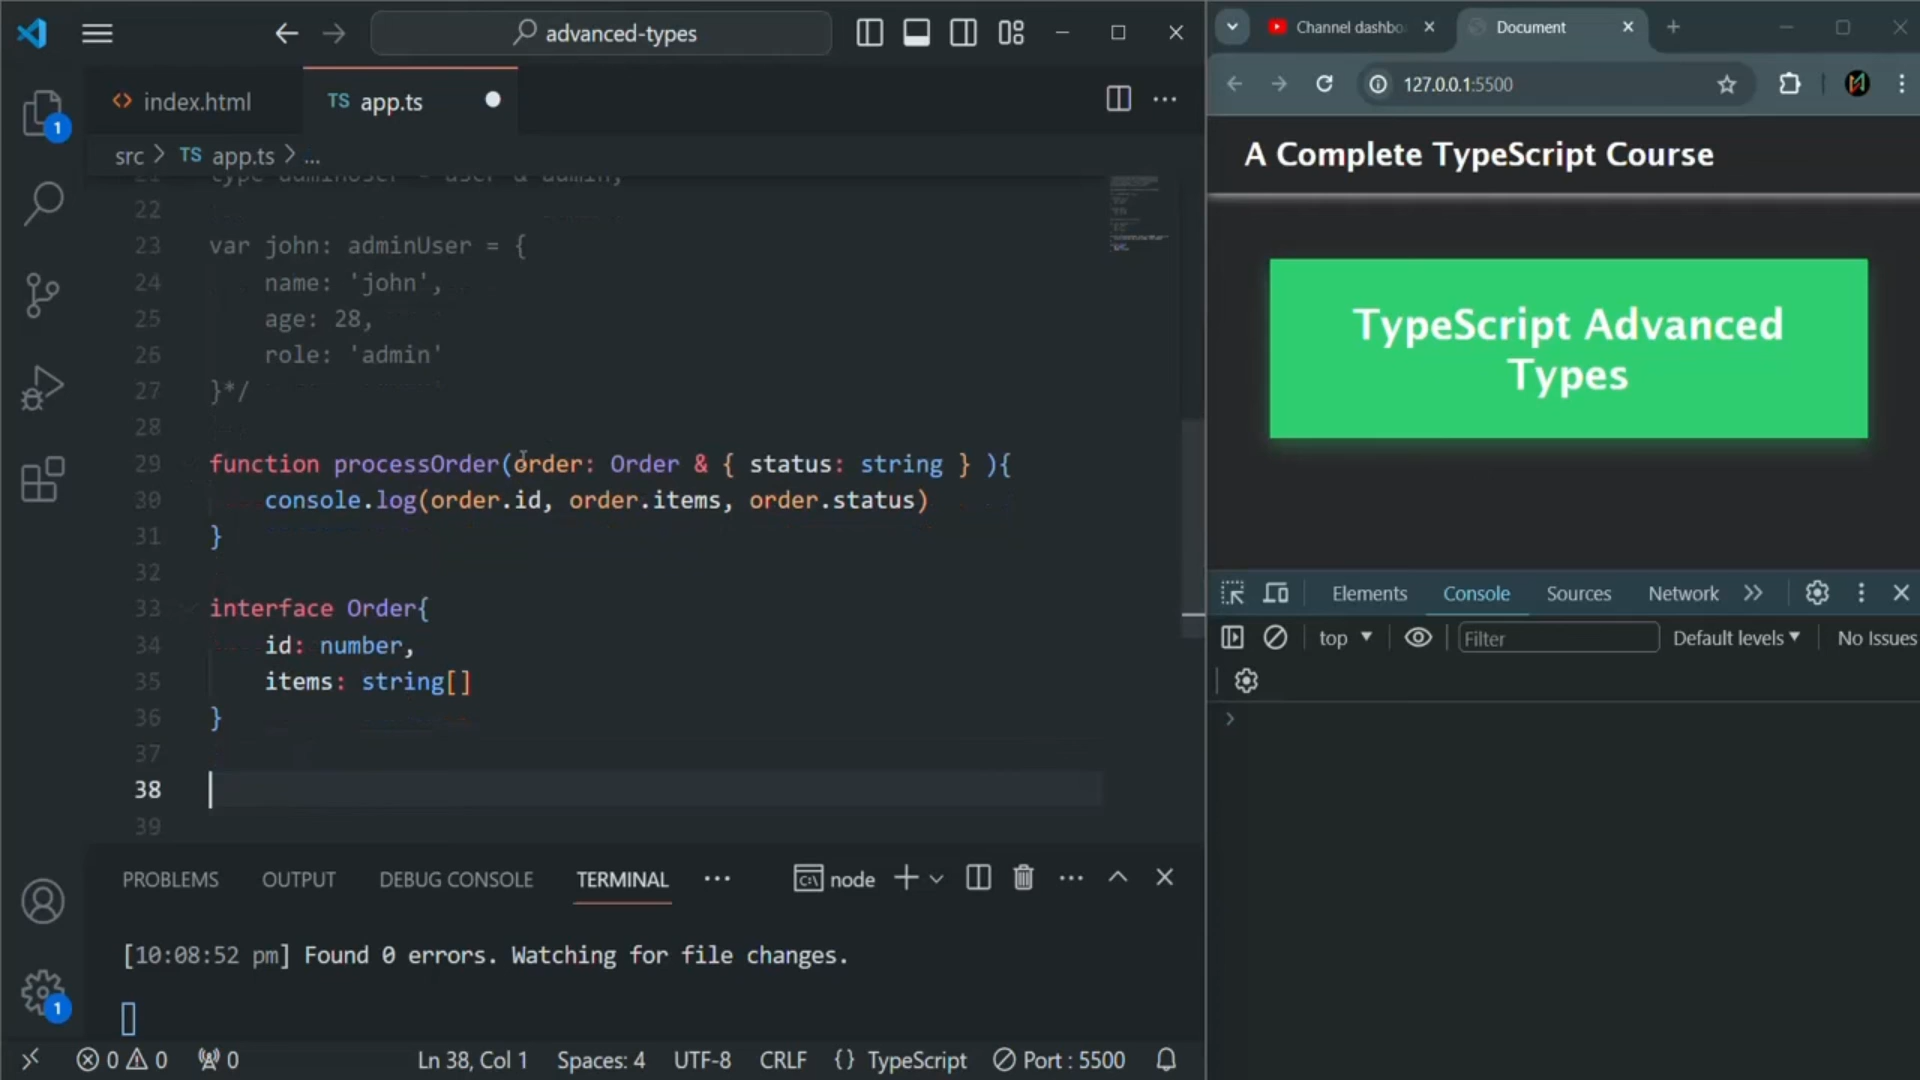 advanced-types
index.html
TS app.ts
src > TS app.ts > ...
22
23 var john: adminUser = {
24 name: 'john',
25 age: 28,
26 role: 'admin'
27 }*/
28
29 function processOrder(order: Order & { status: string } ){
30 console.log(order.id, order.items, order.status)
31 }
32
33 interface Order{
34 id: number,
35 items: string[]
36 }
37
38
39
PROBLEMS OUTPUT DEBUG CONSOLE TERMINAL ... node
[10:08:52 pm] Found 0 errors. Watching for file changes.
1
1
0 0 0 Ln 38, Col 1 Spaces: 4 UTF-8 CRLF {} TypeScript Port : 5500
Channel dashbo
Document
127.0.0.1:5500
A Complete TypeScript Course
TypeScript Advanced
Types
Elements Console Sources Network
top Filter Default levels No Issues